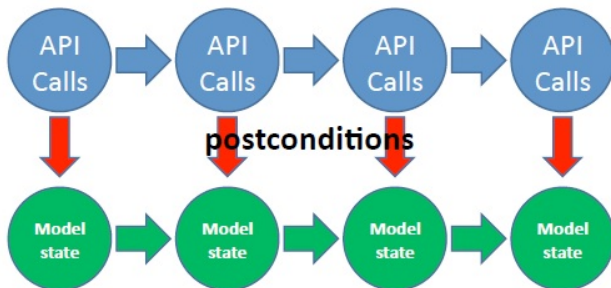 API
Calls
API
Calls
API
Calls
API
Calls
postconditions
Model
state
Model
state
Model
state
Model
state